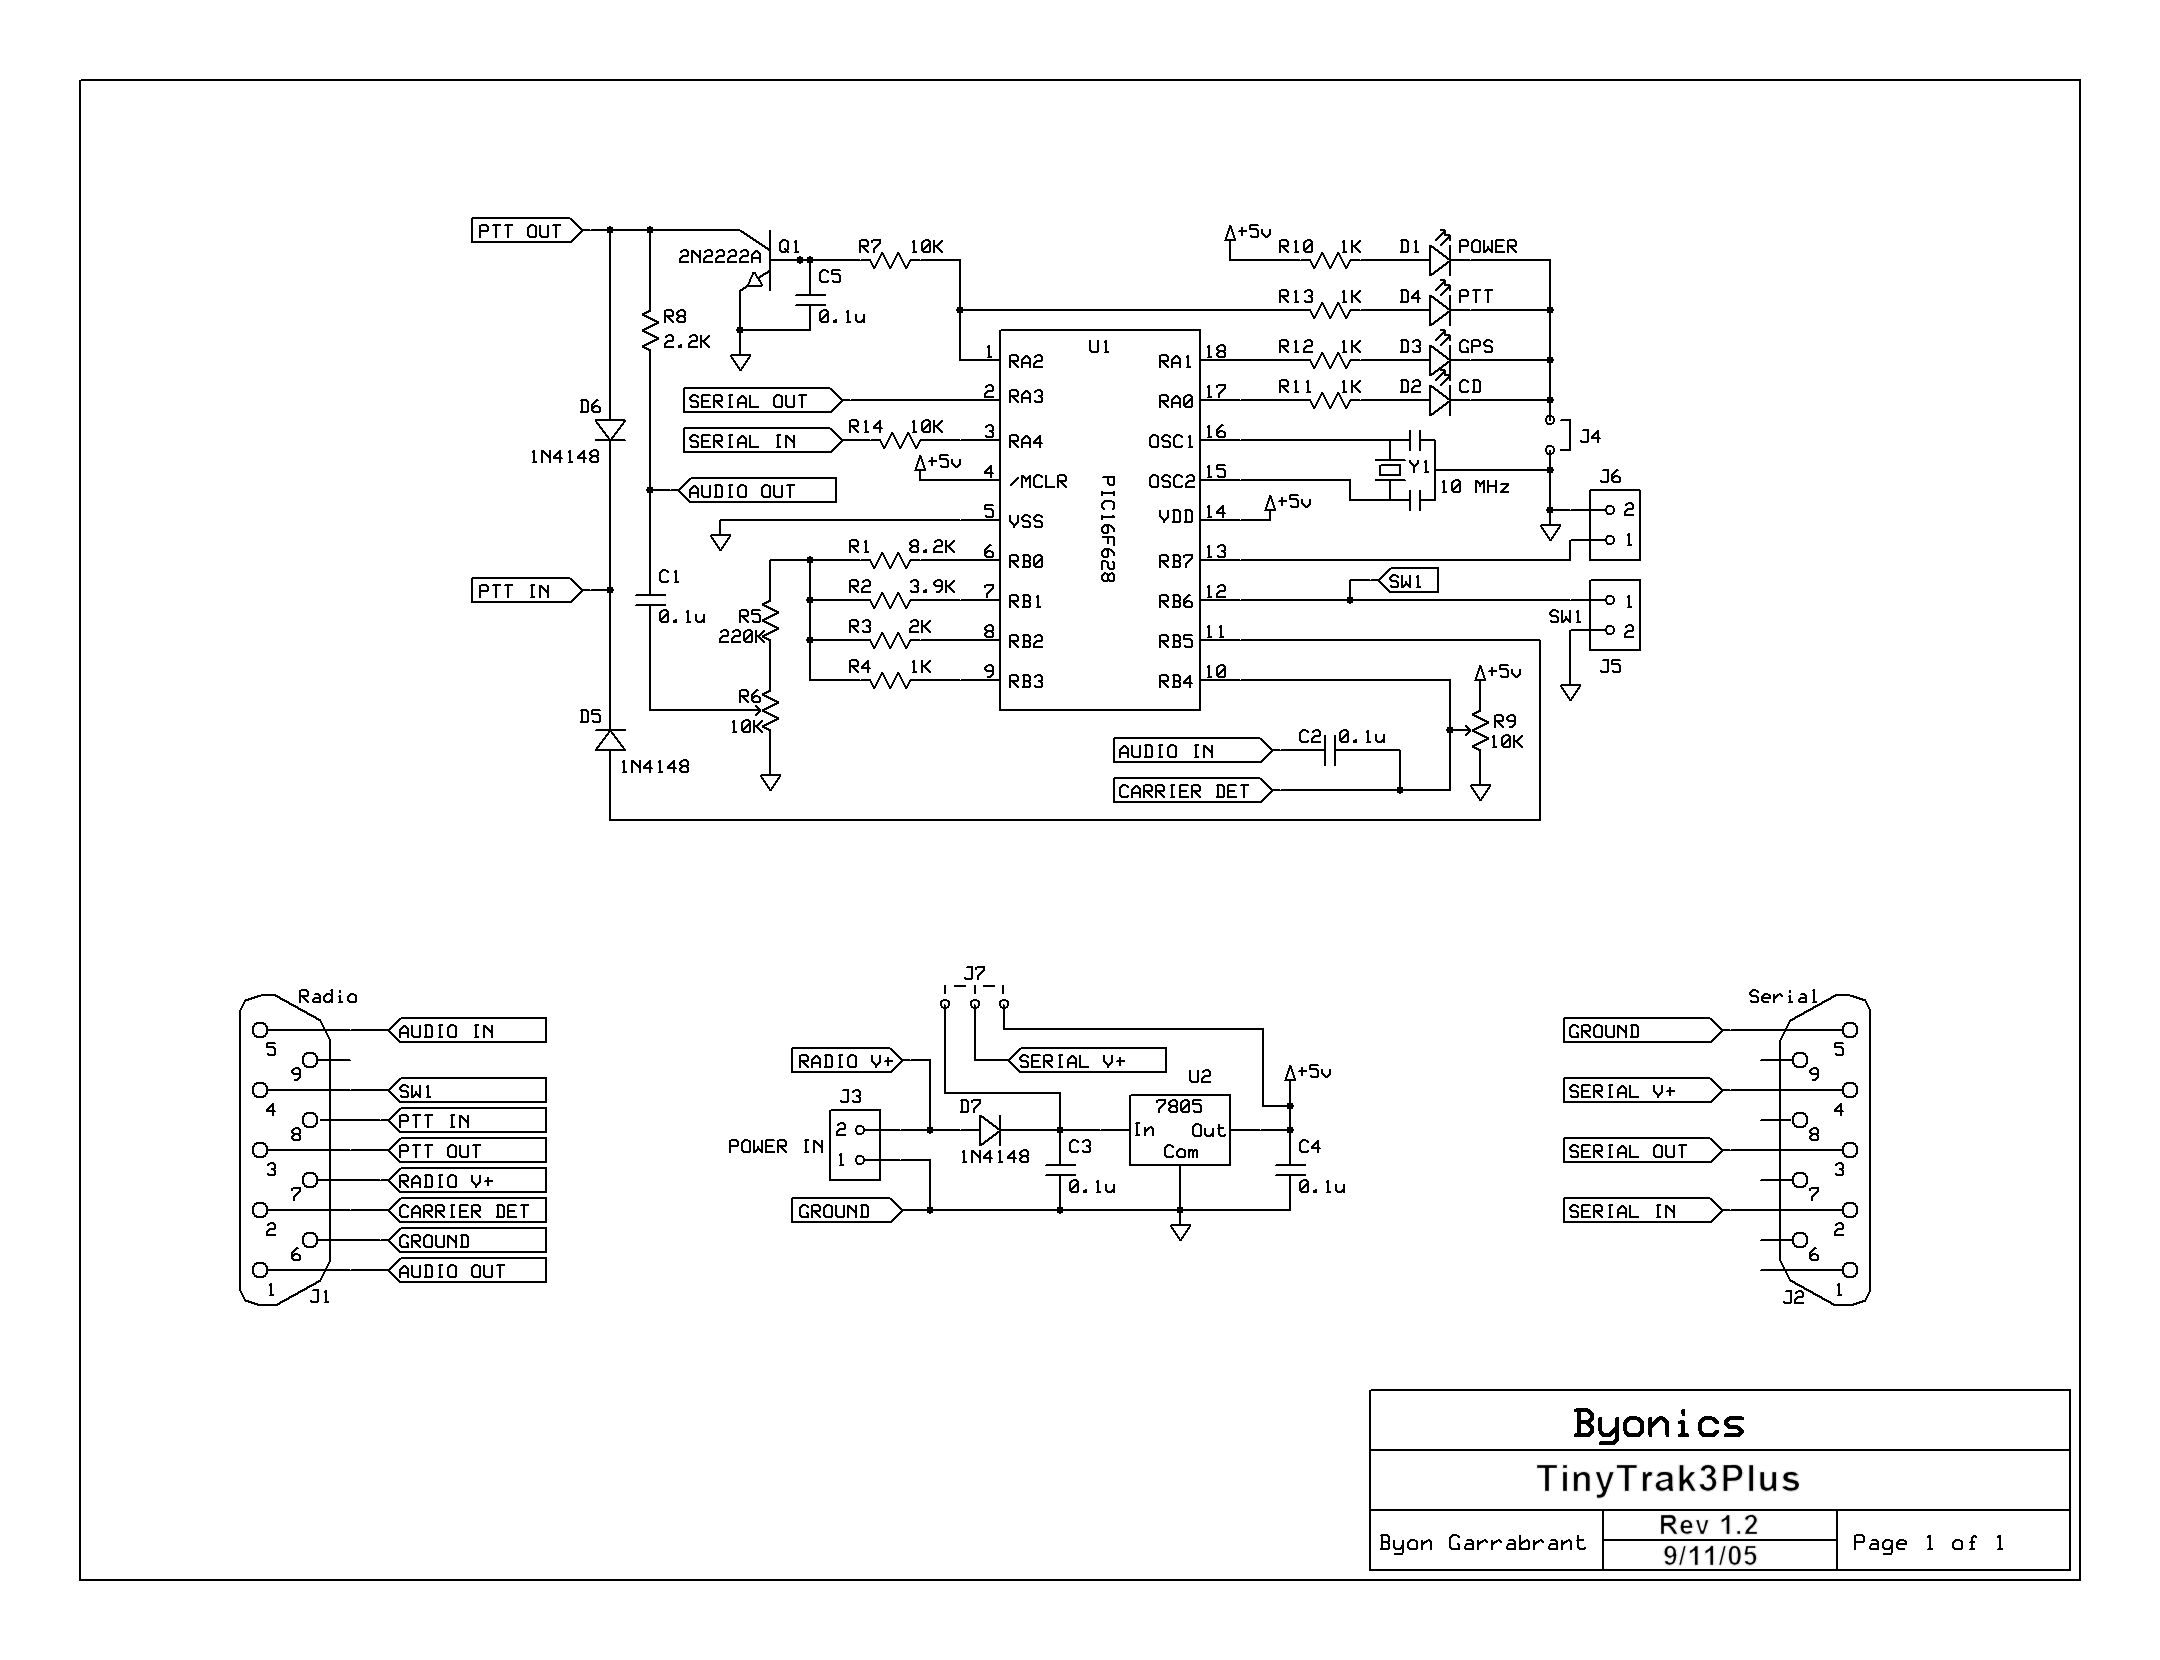 PTT OUT
2N2222A
Q1
R7 10K
C5
0.1u
R8
2.2K
+5v
R10 1K D1 POWER
R13 1K D4 PTT
R12 1K D3 GPS
R11 1K D2 CD
U1
PIC16F628
1 RA2
2 RA3
3 RA4
4 /MCLR
5 VSS
6 RB0
7 RB1
8 RB2
9 RB3
RA1 18
RA0 17
OSC1 16
OSC2 15
VDD 14
RB7 13
RB6 12
RB5 11
RB4 10
SERIAL OUT
SERIAL IN
R14 10K
+5v
D6
1N4148
AUDIO OUT
PTT IN
C1
0.1u
R1 8.2K
R2 3.9K
R3 2K
R4 1K
R5
220K
R6
10K
D5
1N4148
Y1
10 MHz
+5v
J4
J6
2
1
SW1
SW1
1
2
J5
+5v
R9
10K
AUDIO IN
C2 0.1u
CARRIER DET
Radio
5 AUDIO IN
9
4 SW1
8 PTT IN
3 PTT OUT
7 RADIO V+
2 CARRIER DET
6 GROUND
1 AUDIO OUT
J1
J7
RADIO V+
SERIAL V+
J3
POWER IN
2
1
D7
1N4148
U2
7805
In Out
Com
+5v
C3
0.1u
C4
0.1u
GROUND
Serial
GROUND 5
9
SERIAL V+ 4
8
SERIAL OUT 3
7
SERIAL IN 2
6
1
J2
Byonics
TinyTrak3Plus
Byon Garrabrant
Rev 1.2
9/11/05
Page 1 of 1